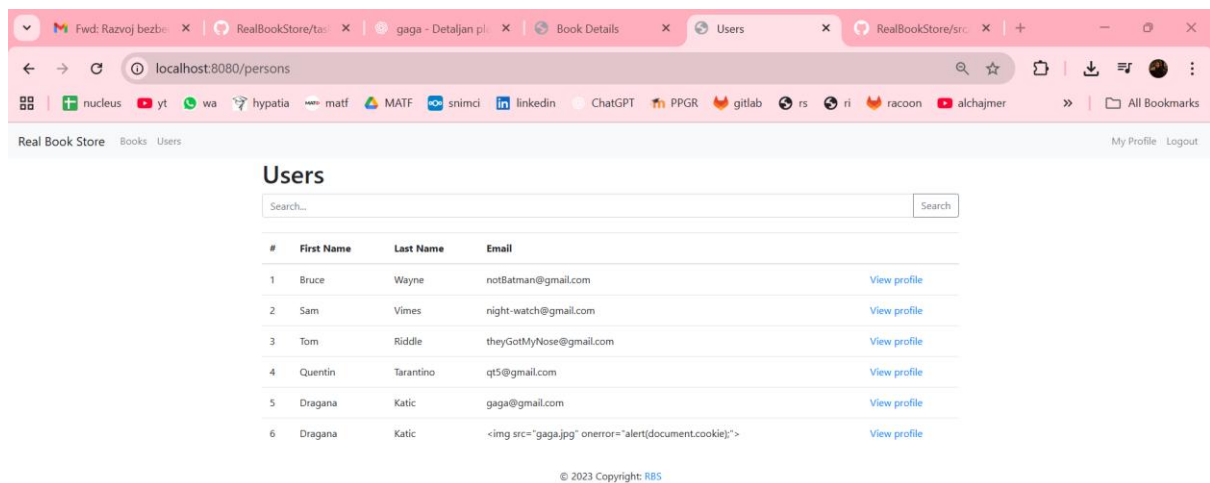 Fwd: Razvoj bezbe RealBookStore/tas gaga - Detaljan pl Book Details Users RealBookStore/src/
localhost:8080/persons
nucleus yt wa hypatia matf MATF snimci linkedin ChatGPT PPGR gitlab rs ri racoon alchajmer » All Bookmarks
Real Book Store Books Users My Profile Logout
Users
Search... Search
# First Name Last Name Email
1 Bruce Wayne notBatman@gmail.com View profile
2 Sam Vimes night-watch@gmail.com View profile
3 Tom Riddle theyGotMyNose@gmail.com View profile
4 Quentin Tarantino qt5@gmail.com View profile
5 Dragana Katic gaga@gmail.com View profile
6 Dragana Katic <img src="gaga.jpg" onerror="alert(document.cookie);"> View profile
© 2023 Copyright: RBS